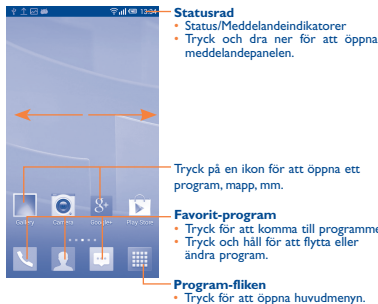 13:34
Statusrad
• Status/Meddelandeindikatorer
• Tryck och dra ner för att öppna
meddelandepanelen.
Tryck på en ikon för att öppna ett
program, mapp, mm.
Gallery Camera Google+ Play Store
Favorit-program
• Tryck för att komma till programme
• Tryck och håll för att flytta eller
ändra program.
Program-fliken
• Tryck för att öppna huvudmenyn.